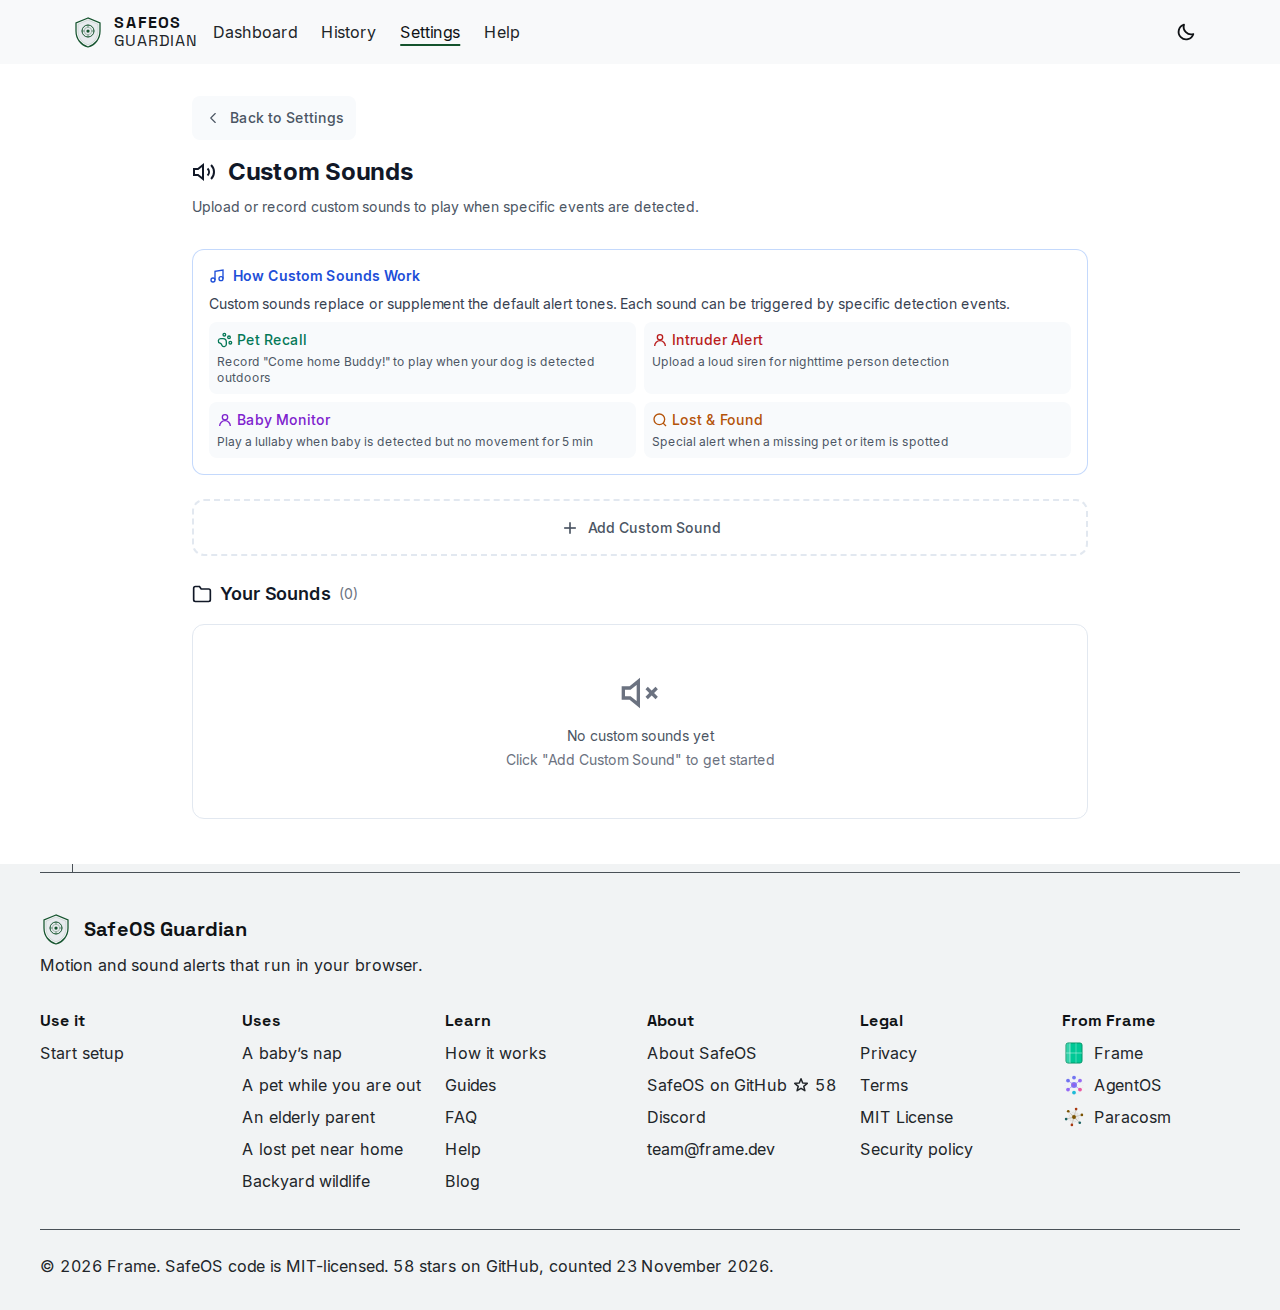 SAFEOS
GUARDIAN
Dashboard
History
Settings
Help
Back to Settings
Custom Sounds
Upload or record custom sounds to play when specific events are detected.
How Custom Sounds Work
Custom sounds replace or supplement the default alert tones. Each sound can be triggered by specific detection events.
Pet Recall
Record "Come home Buddy!" to play when your dog is detected
outdoors
Intruder Alert
Upload a loud siren for nighttime person detection
Baby Monitor
Play a lullaby when baby is detected but no movement for 5 min
Lost & Found
Special alert when a missing pet or item is spotted
Add Custom Sound
Your Sounds (0)
No custom sounds yet
Click "Add Custom Sound" to get started
SafeOS Guardian
Motion and sound alerts that run in your browser.
Use it
Start setup
Uses
A baby’s nap
A pet while you are out
An elderly parent
A lost pet near home
Backyard wildlife
Learn
How it works
Guides
FAQ
Help
Blog
About
About SafeOS
SafeOS on GitHub ☆ 58
Discord
team@frame.dev
Legal
Privacy
Terms
MIT License
Security policy
From Frame
Frame
AgentOS
Paracosm
© 2026 Frame. SafeOS code is MIT-licensed. 58 stars on GitHub, counted 23 November 2026.